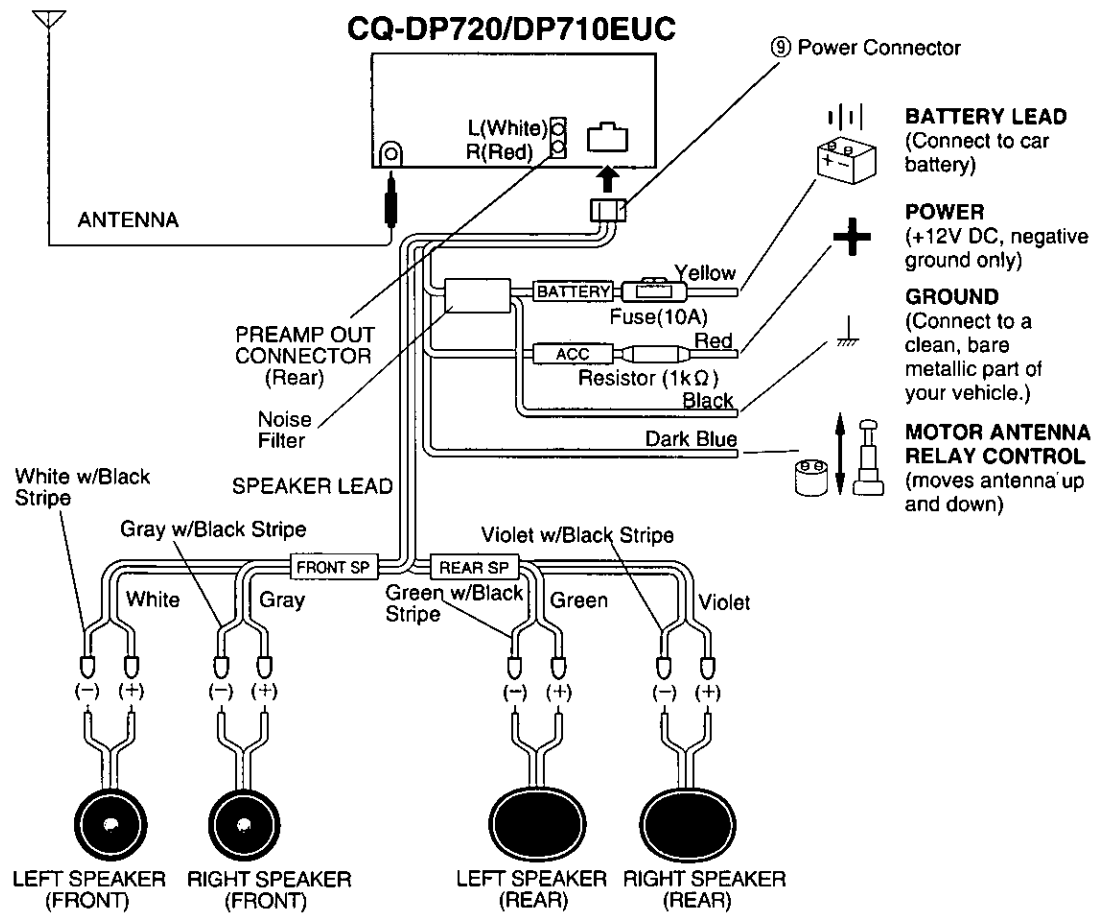 CQ-DP720/DP710EUC
⑨ Power Connector
L(White)
R(Red)
ANTENNA
BATTERY LEAD
(Connect to car
battery)
POWER
(+12V DC, negative
ground only)
GROUND
(Connect to a
clean, bare
metallic part of
your vehicle.)
MOTOR ANTENNA
RELAY CONTROL
(moves antenna up
and down)
Yellow
BATTERY
Fuse(10A)
Red
ACC
Resistor (1kΩ)
Black
Dark Blue
PREAMP OUT
CONNECTOR
(Rear)
Noise
Filter
SPEAKER LEAD
White w/Black
Stripe
Gray w/Black Stripe
Violet w/Black Stripe
FRONT SP
REAR SP
White
Gray
Green w/Black
Stripe
Green
Violet
(−) (+)
(−) (+)
(−) (+)
(−) (+)
LEFT SPEAKER
(FRONT)
RIGHT SPEAKER
(FRONT)
LEFT SPEAKER
(REAR)
RIGHT SPEAKER
(REAR)